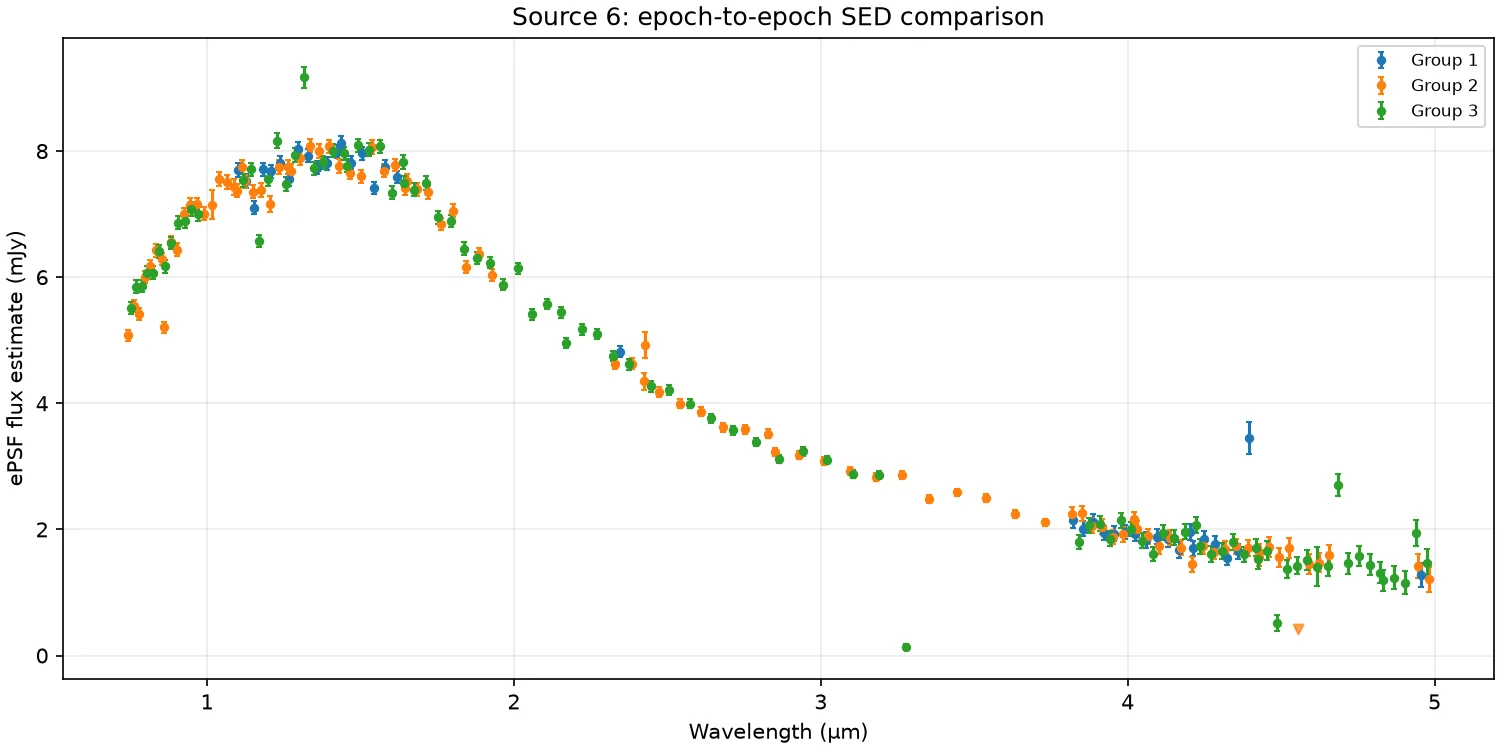 Source 6: epoch-to-epoch SED comparison
ePSF flux estimate (mJy)
8
6
4
2
0
Group 1
Group 2
Group 3
1 2 3 4 5
Wavelength (µm)